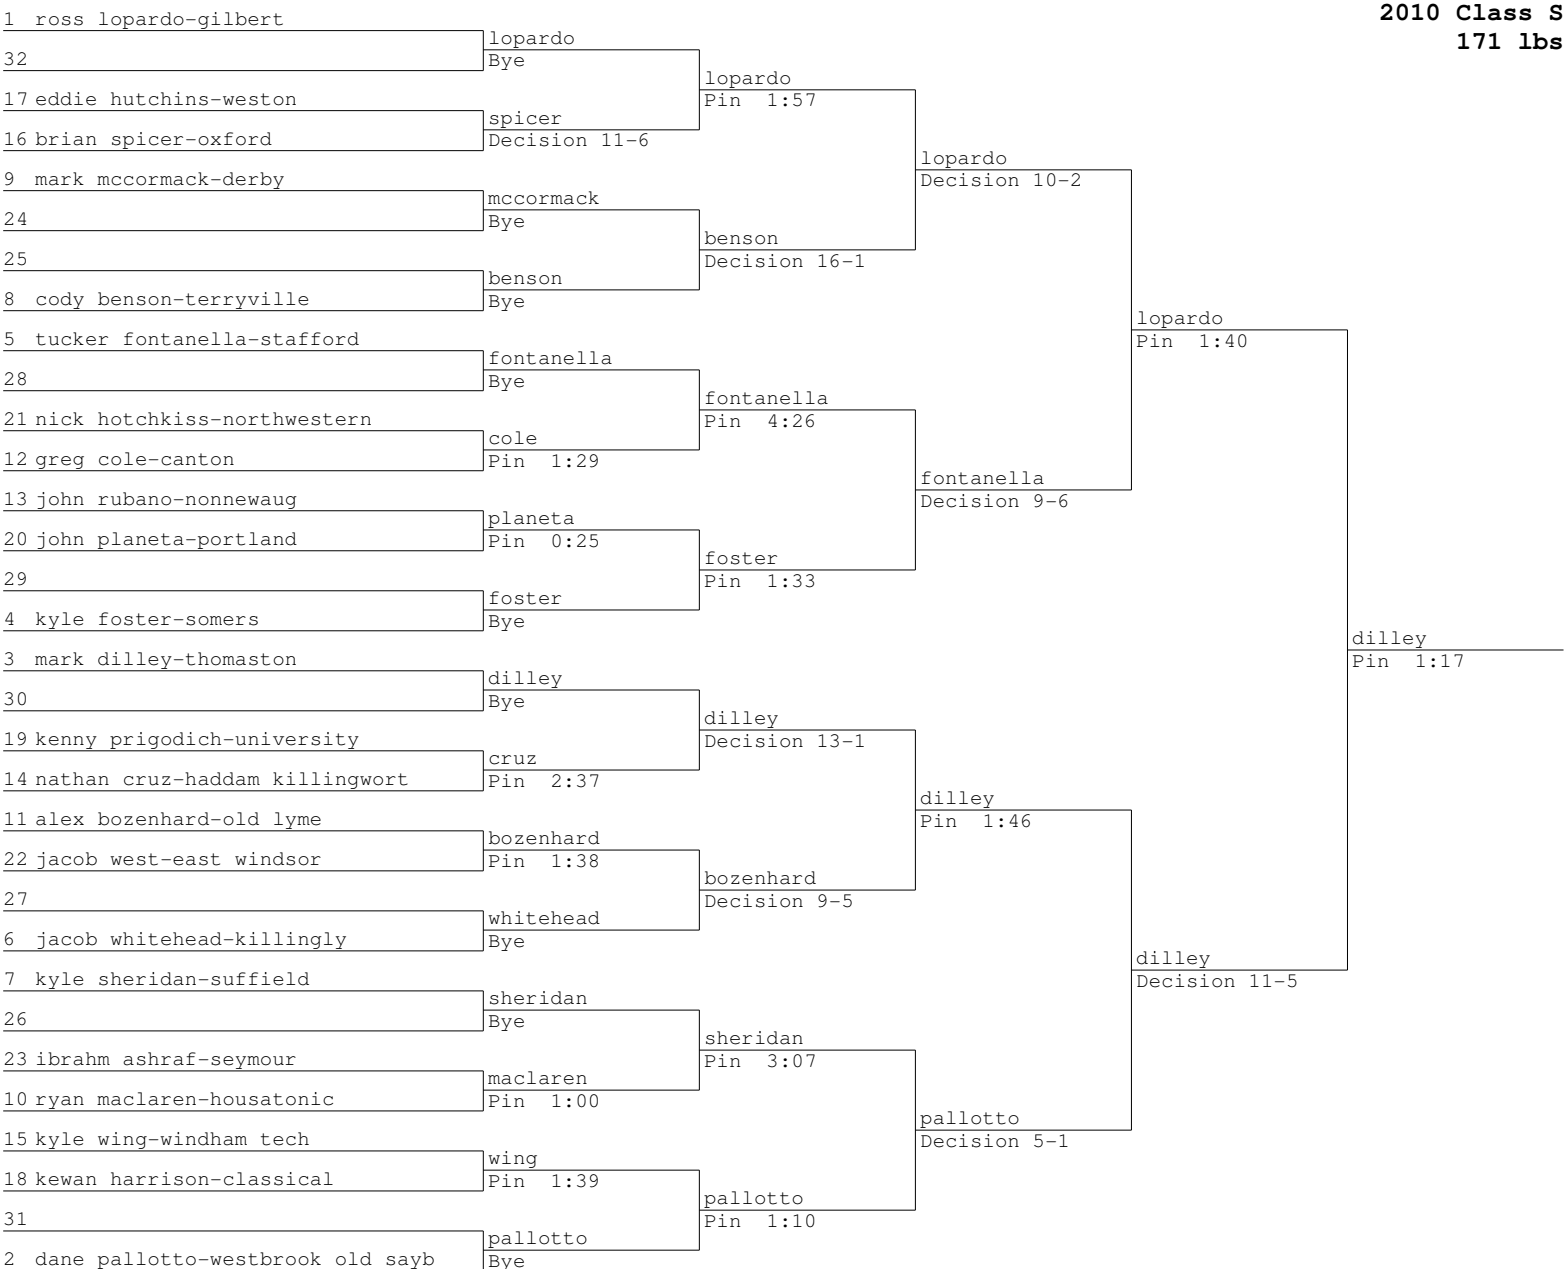 2010 Class S
171 lbs
1 ross lopardo-gilbert
32
17 eddie hutchins-weston
16 brian spicer-oxford
9 mark mccormack-derby
24
25
8 cody benson-terryville
5 tucker fontanella-stafford
28
21 nick hotchkiss-northwestern
12 greg cole-canton
13 john rubano-nonnewaug
20 john planeta-portland
29
4 kyle foster-somers
3 mark dilley-thomaston
30
19 kenny prigodich-university
14 nathan cruz-haddam killingwort
11 alex bozenhard-old lyme
22 jacob west-east windsor
27
6 jacob whitehead-killingly
7 kyle sheridan-suffield
26
23 ibrahm ashraf-seymour
10 ryan maclaren-housatonic
15 kyle wing-windham tech
18 kewan harrison-classical
31
2 dane pallotto-westbrook old sayb
lopardo
Bye
spicer
Decision 11-6
mccormack
Bye
benson
Bye
fontanella
Bye
cole
Pin 1:29
planeta
Pin 0:25
foster
Bye
dilley
Bye
cruz
Pin 2:37
bozenhard
Pin 1:38
whitehead
Bye
sheridan
Bye
maclaren
Pin 1:00
wing
Pin 1:39
pallotto
Bye
lopardo
Pin 1:57
benson
Decision 16-1
fontanella
Pin 4:26
foster
Pin 1:33
dilley
Decision 13-1
bozenhard
Decision 9-5
sheridan
Pin 3:07
pallotto
Pin 1:10
lopardo
Decision 10-2
fontanella
Decision 9-6
dilley
Pin 1:46
pallotto
Decision 5-1
lopardo
Pin 1:40
dilley
Decision 11-5
dilley
Pin 1:17